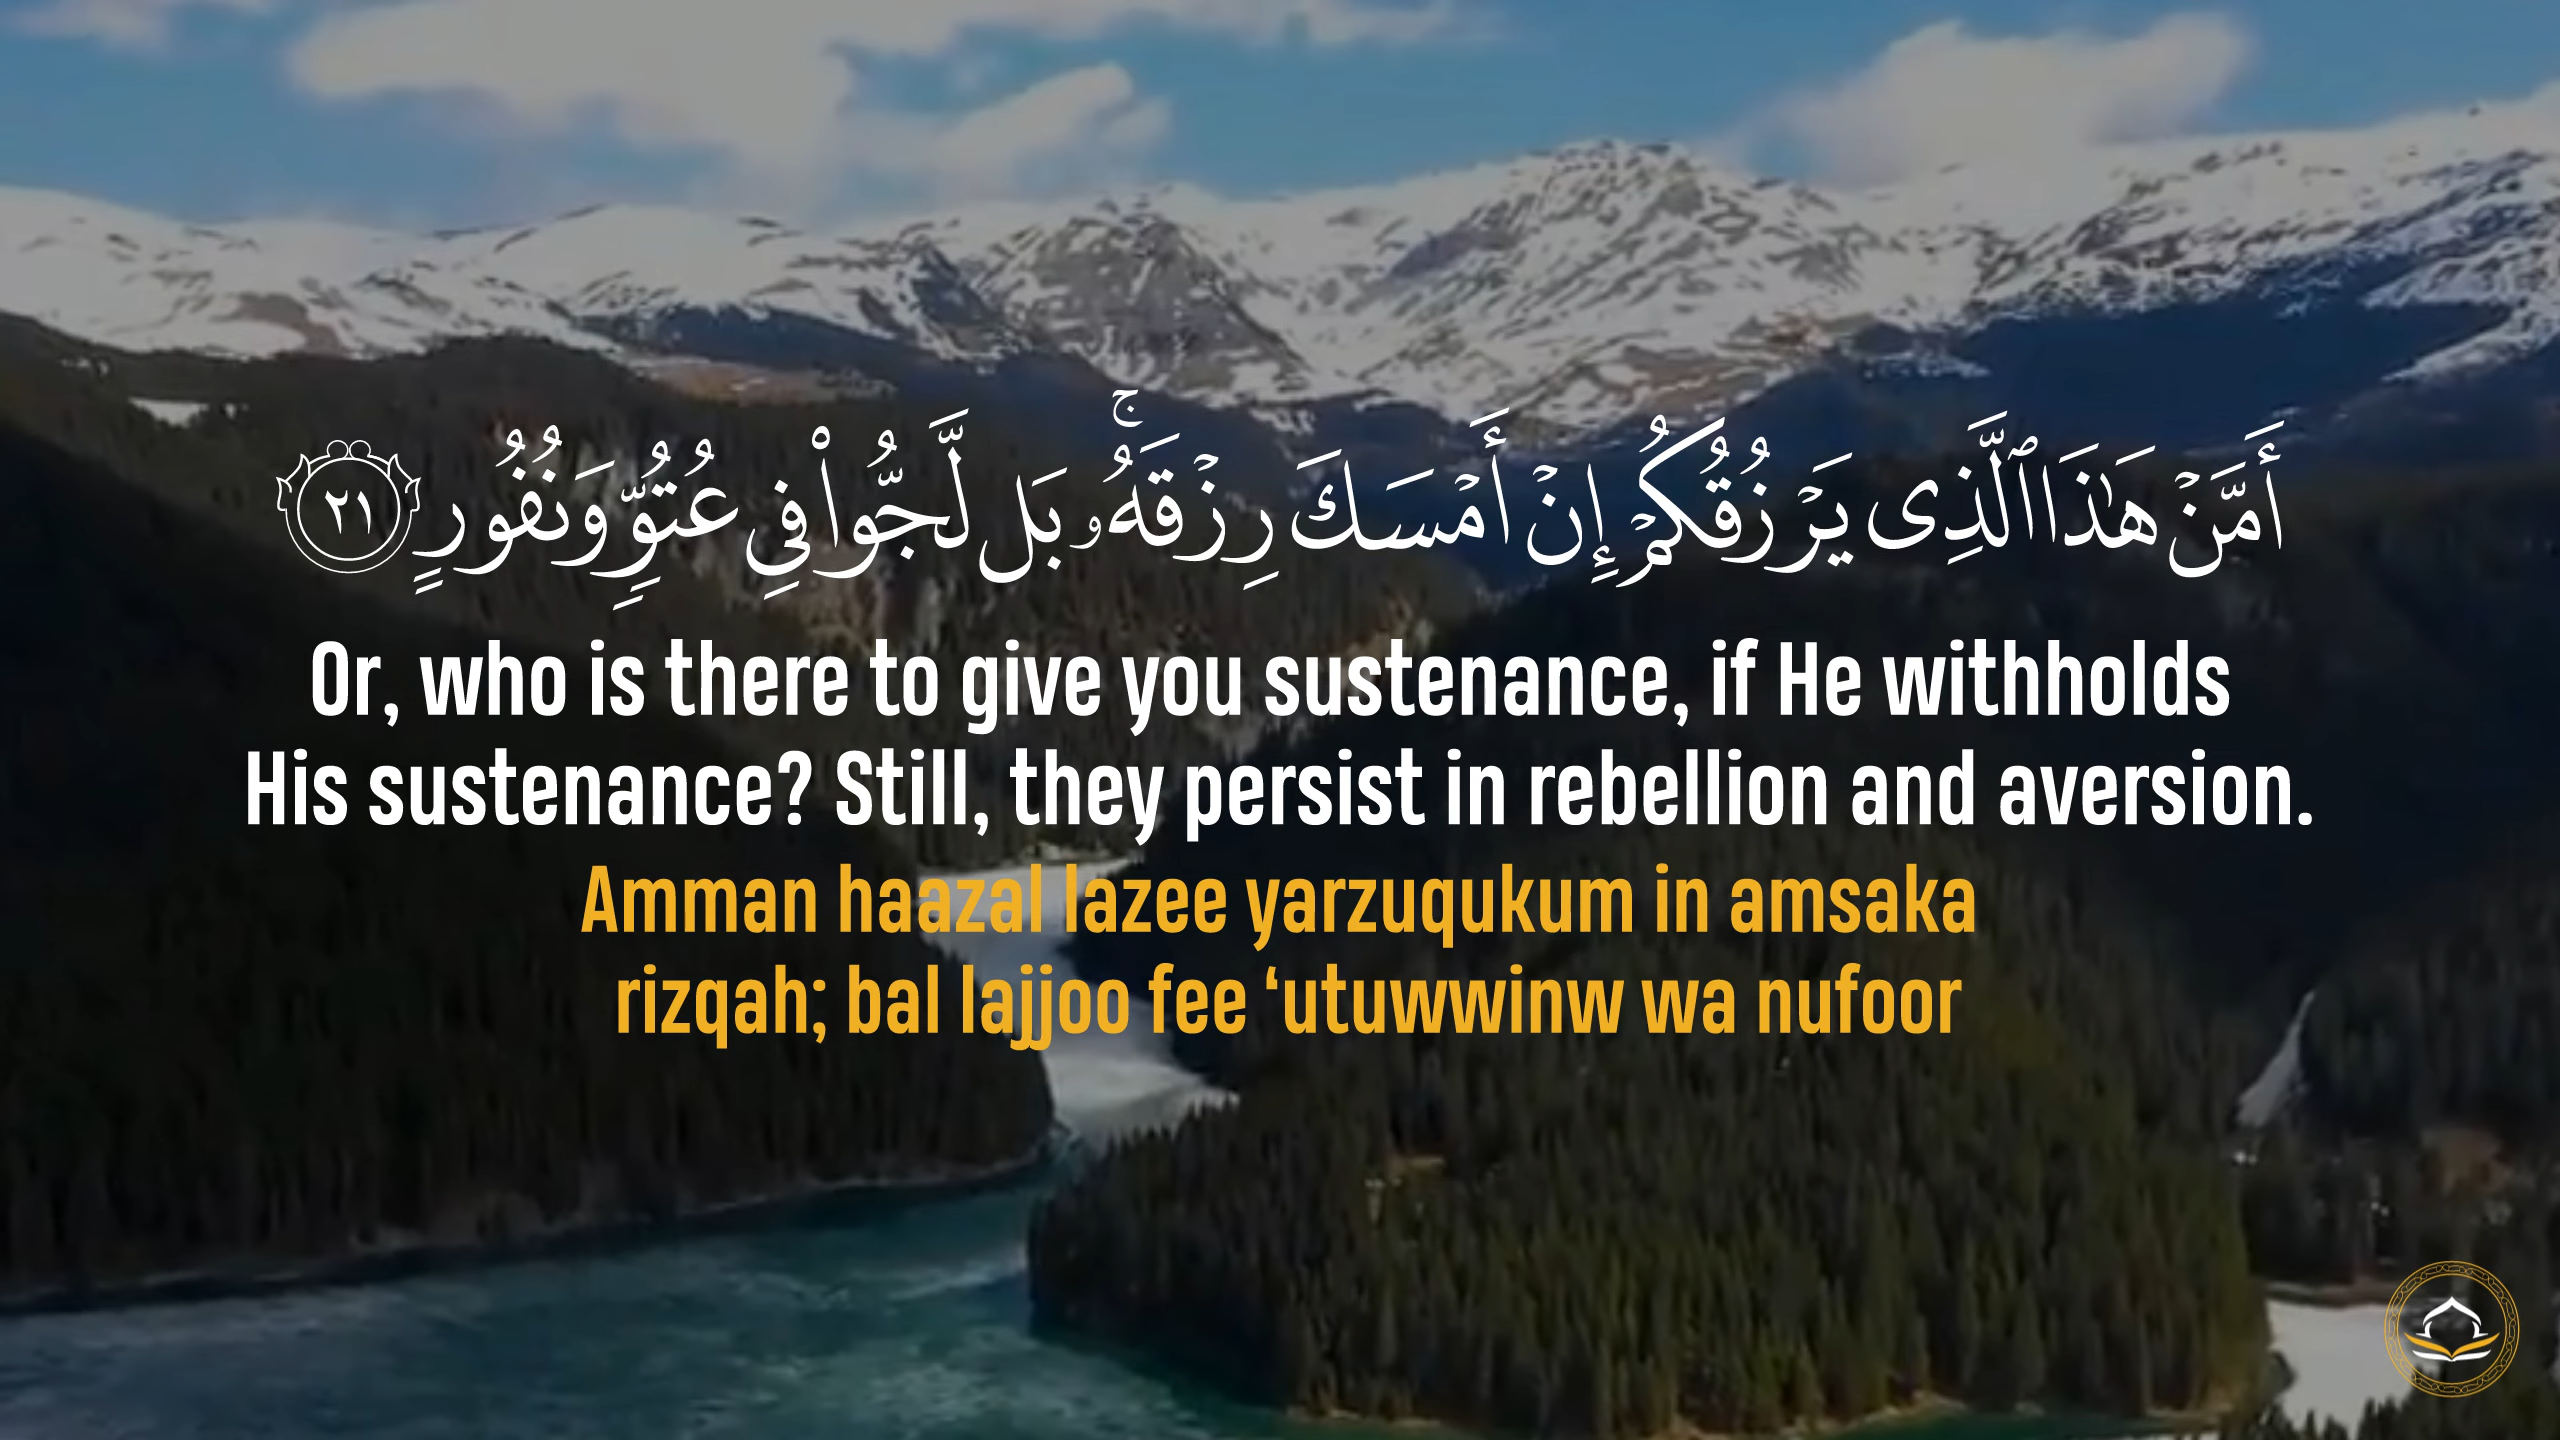 أَمَّنْ هَـٰذَا ٱلَّذِى يَرْزُقُكُمْ إِنْ أَمْسَكَ رِزْقَهُۥ ۚ بَل لَّجُّوا۟ فِى عُتُوٍّ وَنُفُورٍ ٢١
Or, who is there to give you sustenance, if He withholds
His sustenance? Still, they persist in rebellion and aversion.
Amman haazal lazee yarzuqukum in amsaka
rizqah; bal lajjoo fee ‘utuwwinw wa nufoor